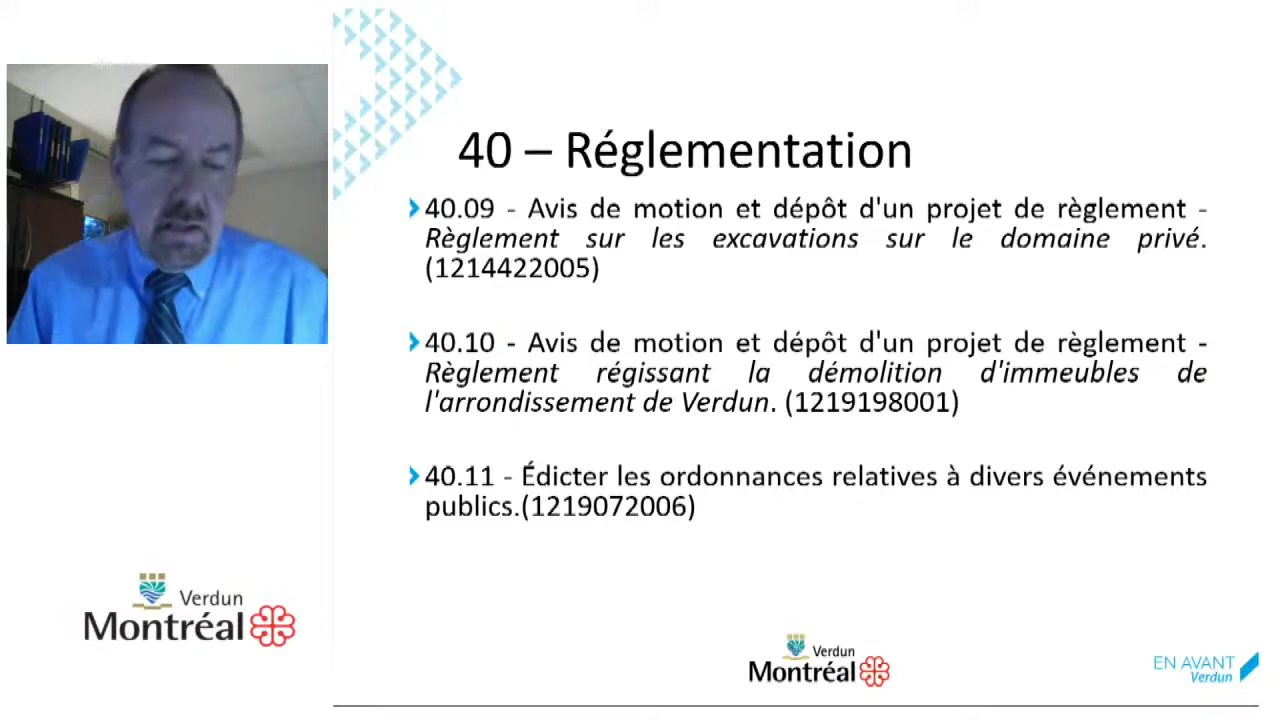 40 – Réglementation
40.09 - Avis de motion et dépôt d'un projet de règlement -
Règlement sur les excavations sur le domaine privé.
(1214422005)
40.10 - Avis de motion et dépôt d'un projet de règlement -
Règlement régissant la démolition d'immeubles de
l'arrondissement de Verdun. (1219198001)
40.11 - Édicter les ordonnances relatives à divers événements
publics.(1219072006)
Verdun
Montréal
Verdun
Montréal
EN AVANT
Verdun